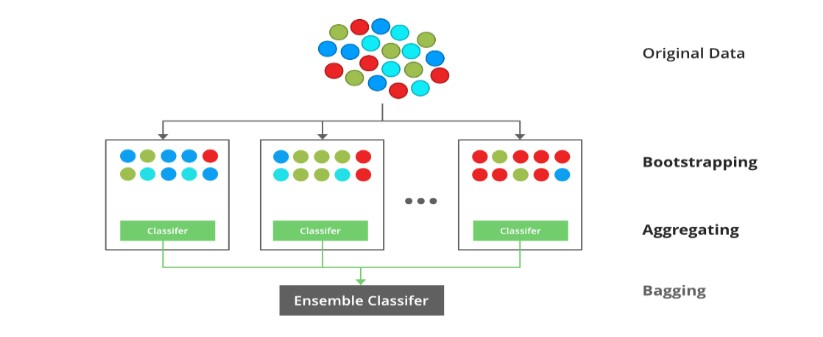 Original Data
Bootstrapping
Classifer
Classifer
Classifer
Aggregating
Ensemble Classifer
Bagging